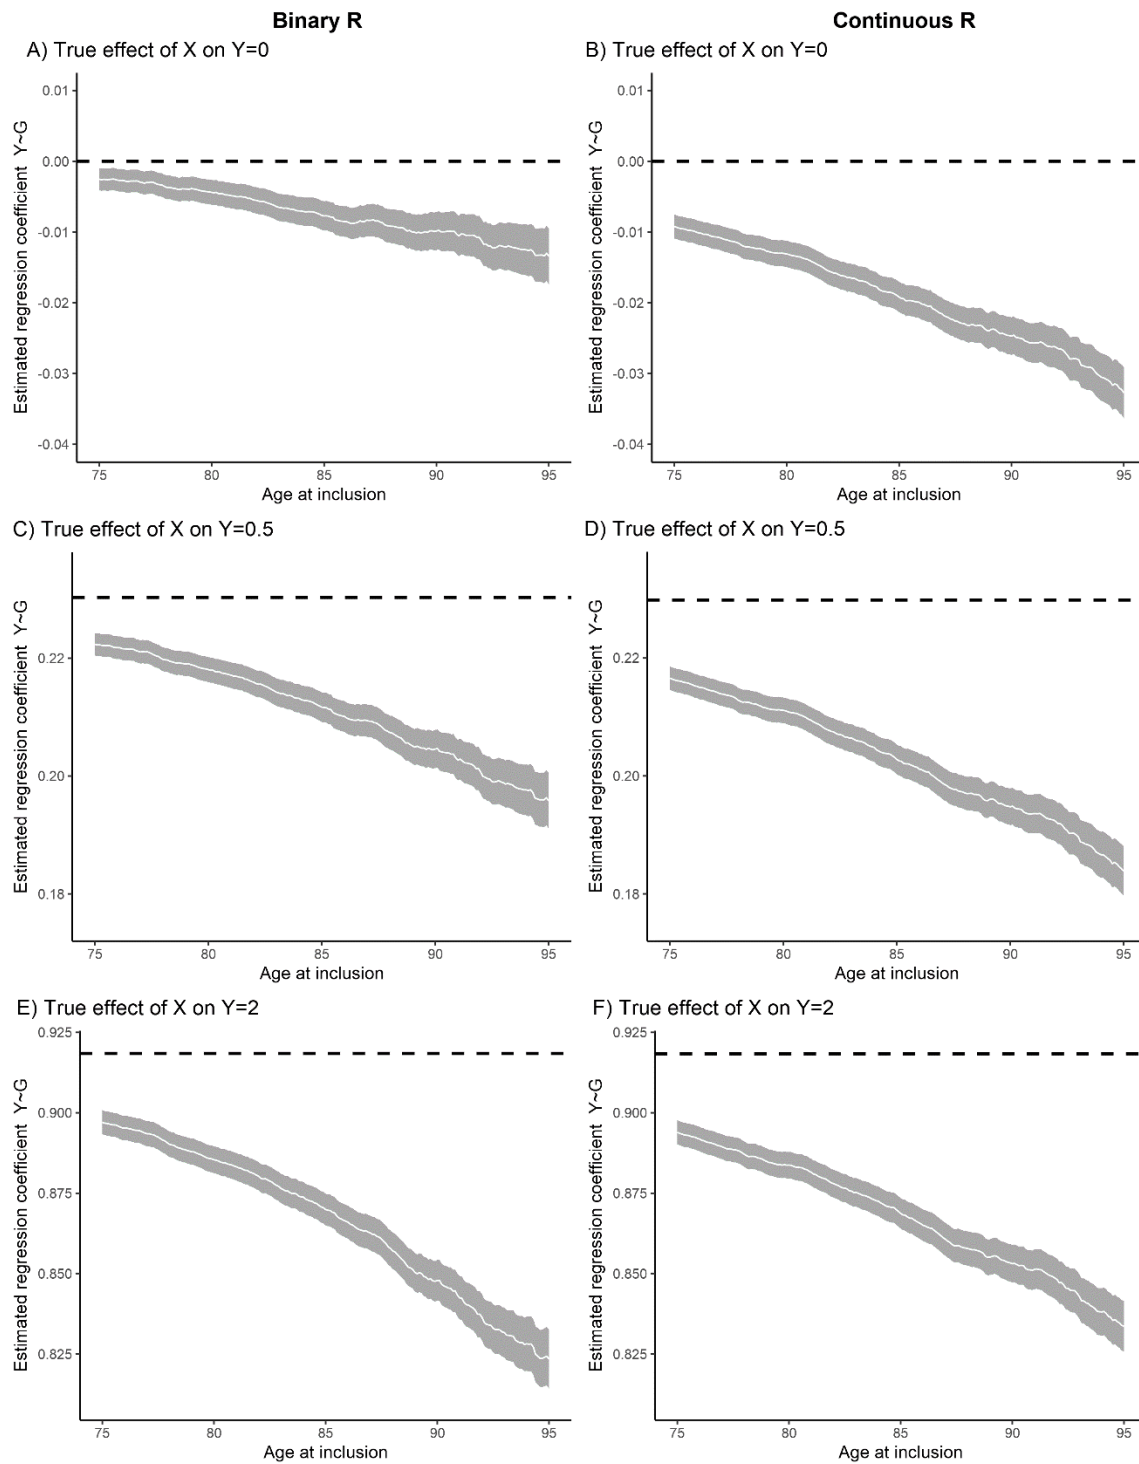 Binary R
Continuous R
A) True effect of X on Y=0
B) True effect of X on Y=0
Estimated regression coefficient Y~G
0.01
0.00
-0.01
-0.02
-0.03
-0.04
75 80 85 90 95
Age at inclusion
Estimated regression coefficient Y~G
0.01
0.00
-0.01
-0.02
-0.03
-0.04
75 80 85 90 95
Age at inclusion
C) True effect of X on Y=0.5
D) True effect of X on Y=0.5
Estimated regression coefficient Y~G
0.22
0.20
0.18
75 80 85 90 95
Age at inclusion
Estimated regression coefficient Y~G
0.22
0.20
0.18
75 80 85 90 95
Age at inclusion
E) True effect of X on Y=2
F) True effect of X on Y=2
Estimated regression coefficient Y~G
0.925
0.900
0.875
0.850
0.825
75 80 85 90 95
Age at inclusion
Estimated regression coefficient Y~G
0.925
0.900
0.875
0.850
0.825
75 80 85 90 95
Age at inclusion